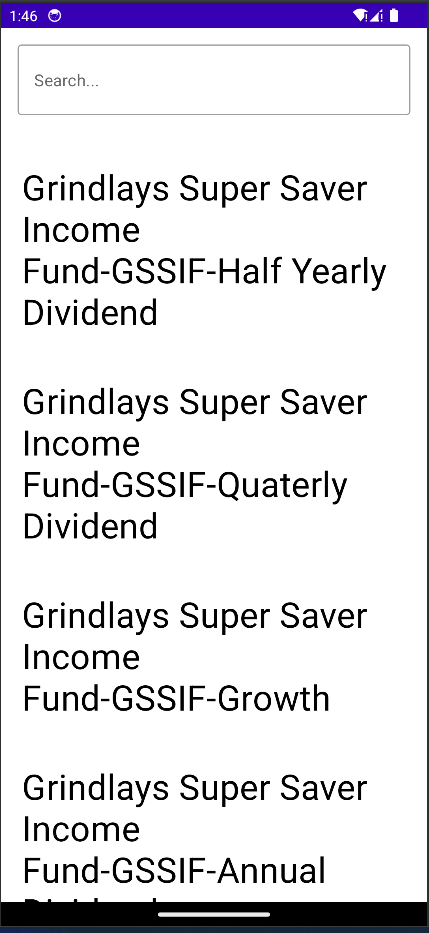 1:46
Search...
Grindlays Super Saver
Income
Fund-GSSIF-Half Yearly
Dividend
Grindlays Super Saver
Income
Fund-GSSIF-Quaterly
Dividend
Grindlays Super Saver
Income
Fund-GSSIF-Growth
Grindlays Super Saver
Income
Fund-GSSIF-Annual